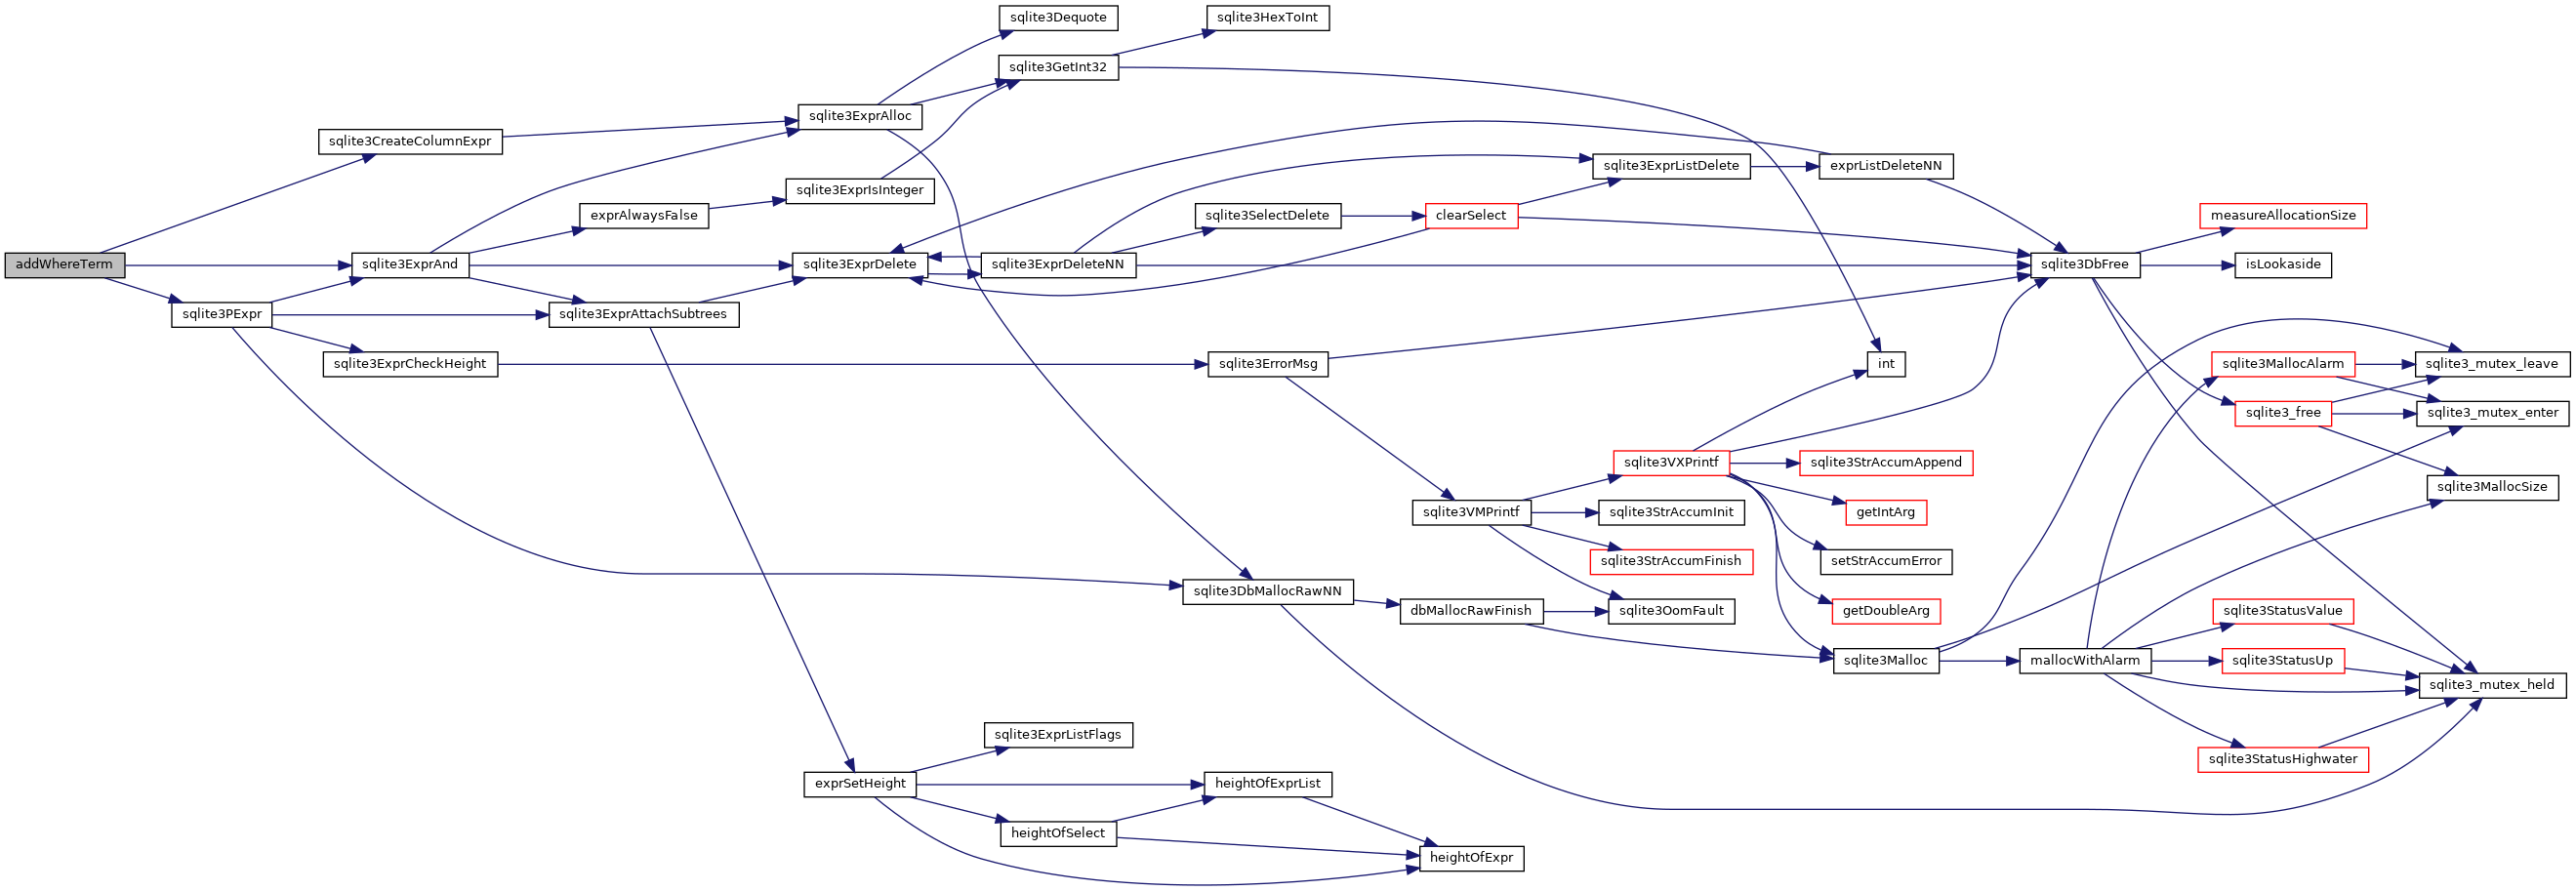 addWhereTerm
sqlite3CreateColumnExpr
sqlite3ExprAnd
sqlite3PExpr
sqlite3ExprCheckHeight
exprAlwaysFalse
sqlite3ExprAttachSubtrees
sqlite3ExprAlloc
sqlite3ExprIsInteger
sqlite3ExprDelete
exprSetHeight
sqlite3Dequote
sqlite3GetInt32
sqlite3ExprDeleteNN
sqlite3ExprListFlags
heightOfSelect
sqlite3HexToInt
sqlite3SelectDelete
sqlite3ErrorMsg
sqlite3DbMallocRawNN
heightOfExprList
clearSelect
sqlite3VMPrintf
dbMallocRawFinish
heightOfExpr
sqlite3ExprListDelete
sqlite3VXPrintf
sqlite3StrAccumInit
sqlite3StrAccumFinish
sqlite3OomFault
exprListDeleteNN
int
sqlite3StrAccumAppend
getIntArg
setStrAccumError
getDoubleArg
sqlite3Malloc
sqlite3DbFree
mallocWithAlarm
measureAllocationSize
isLookaside
sqlite3MallocAlarm
sqlite3_free
sqlite3StatusValue
sqlite3StatusUp
sqlite3StatusHighwater
sqlite3_mutex_leave
sqlite3_mutex_enter
sqlite3MallocSize
sqlite3_mutex_held